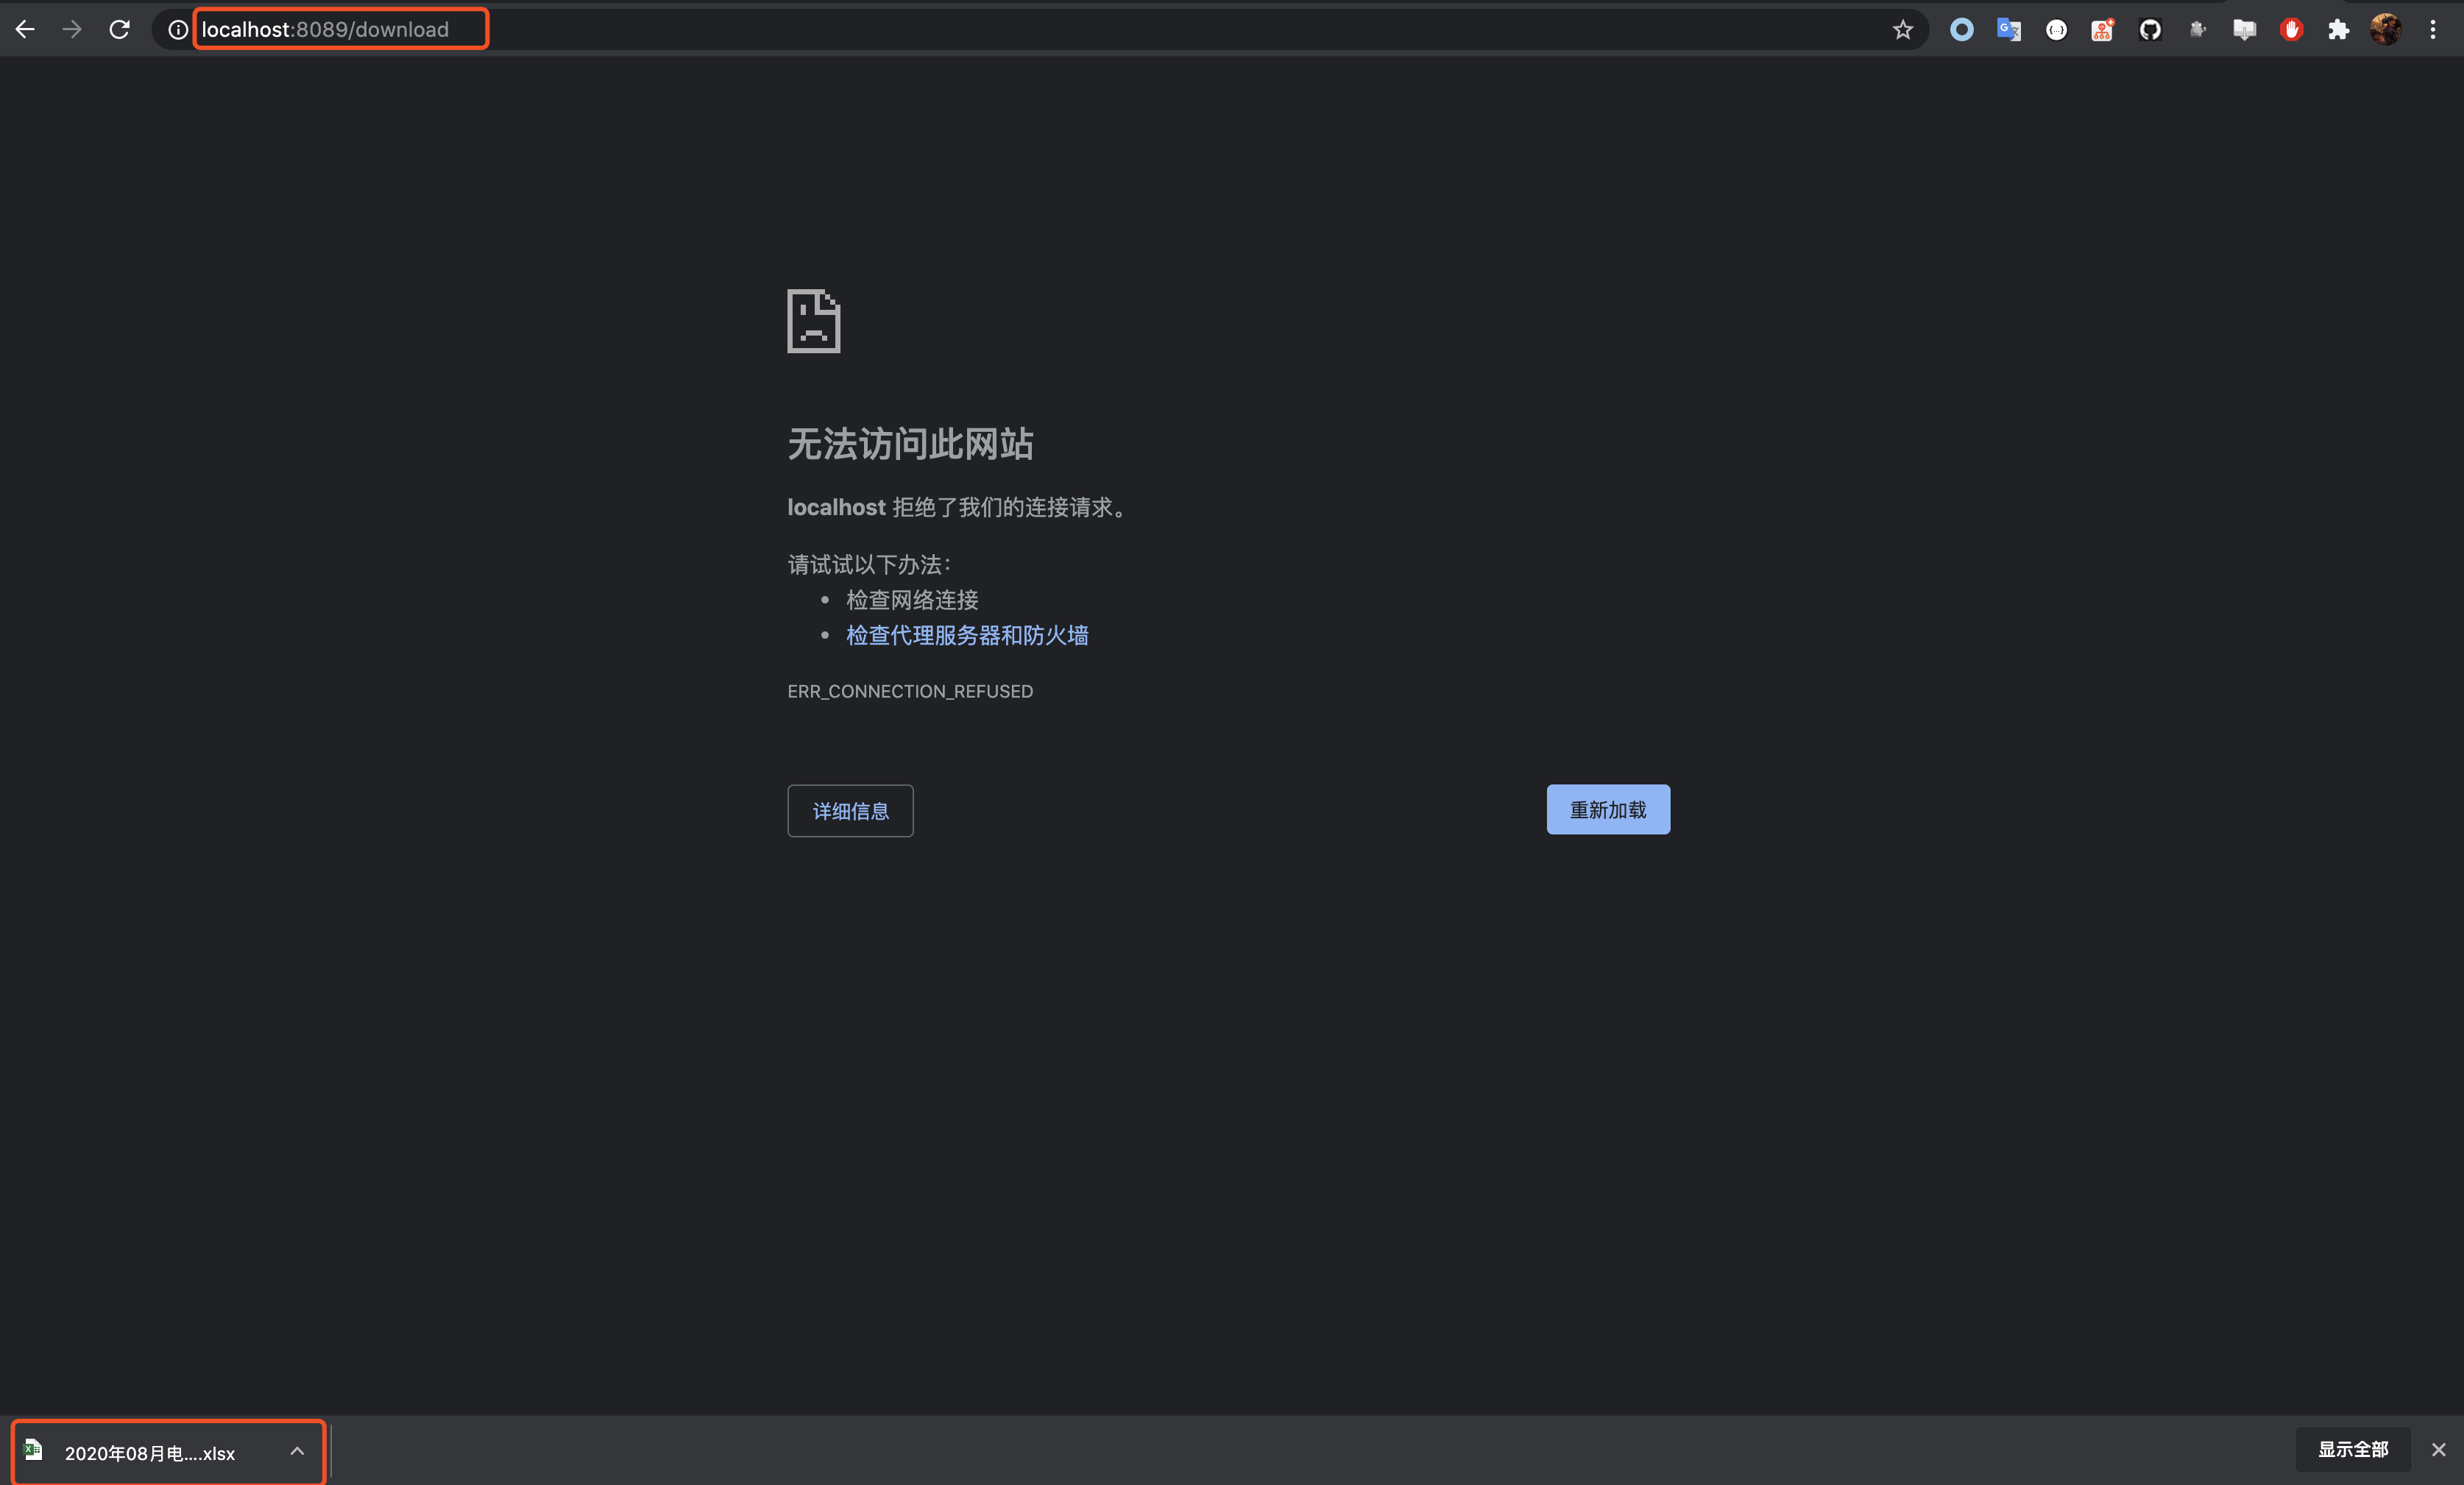 localhost:8089/download
无法访问此网站
localhost 拒绝了我们的连接请求。
请试试以下办法：
检查网络连接
检查代理服务器和防火墙
ERR_CONNECTION_REFUSED
详细信息
重新加载
2020年08月电....xlsx
显示全部